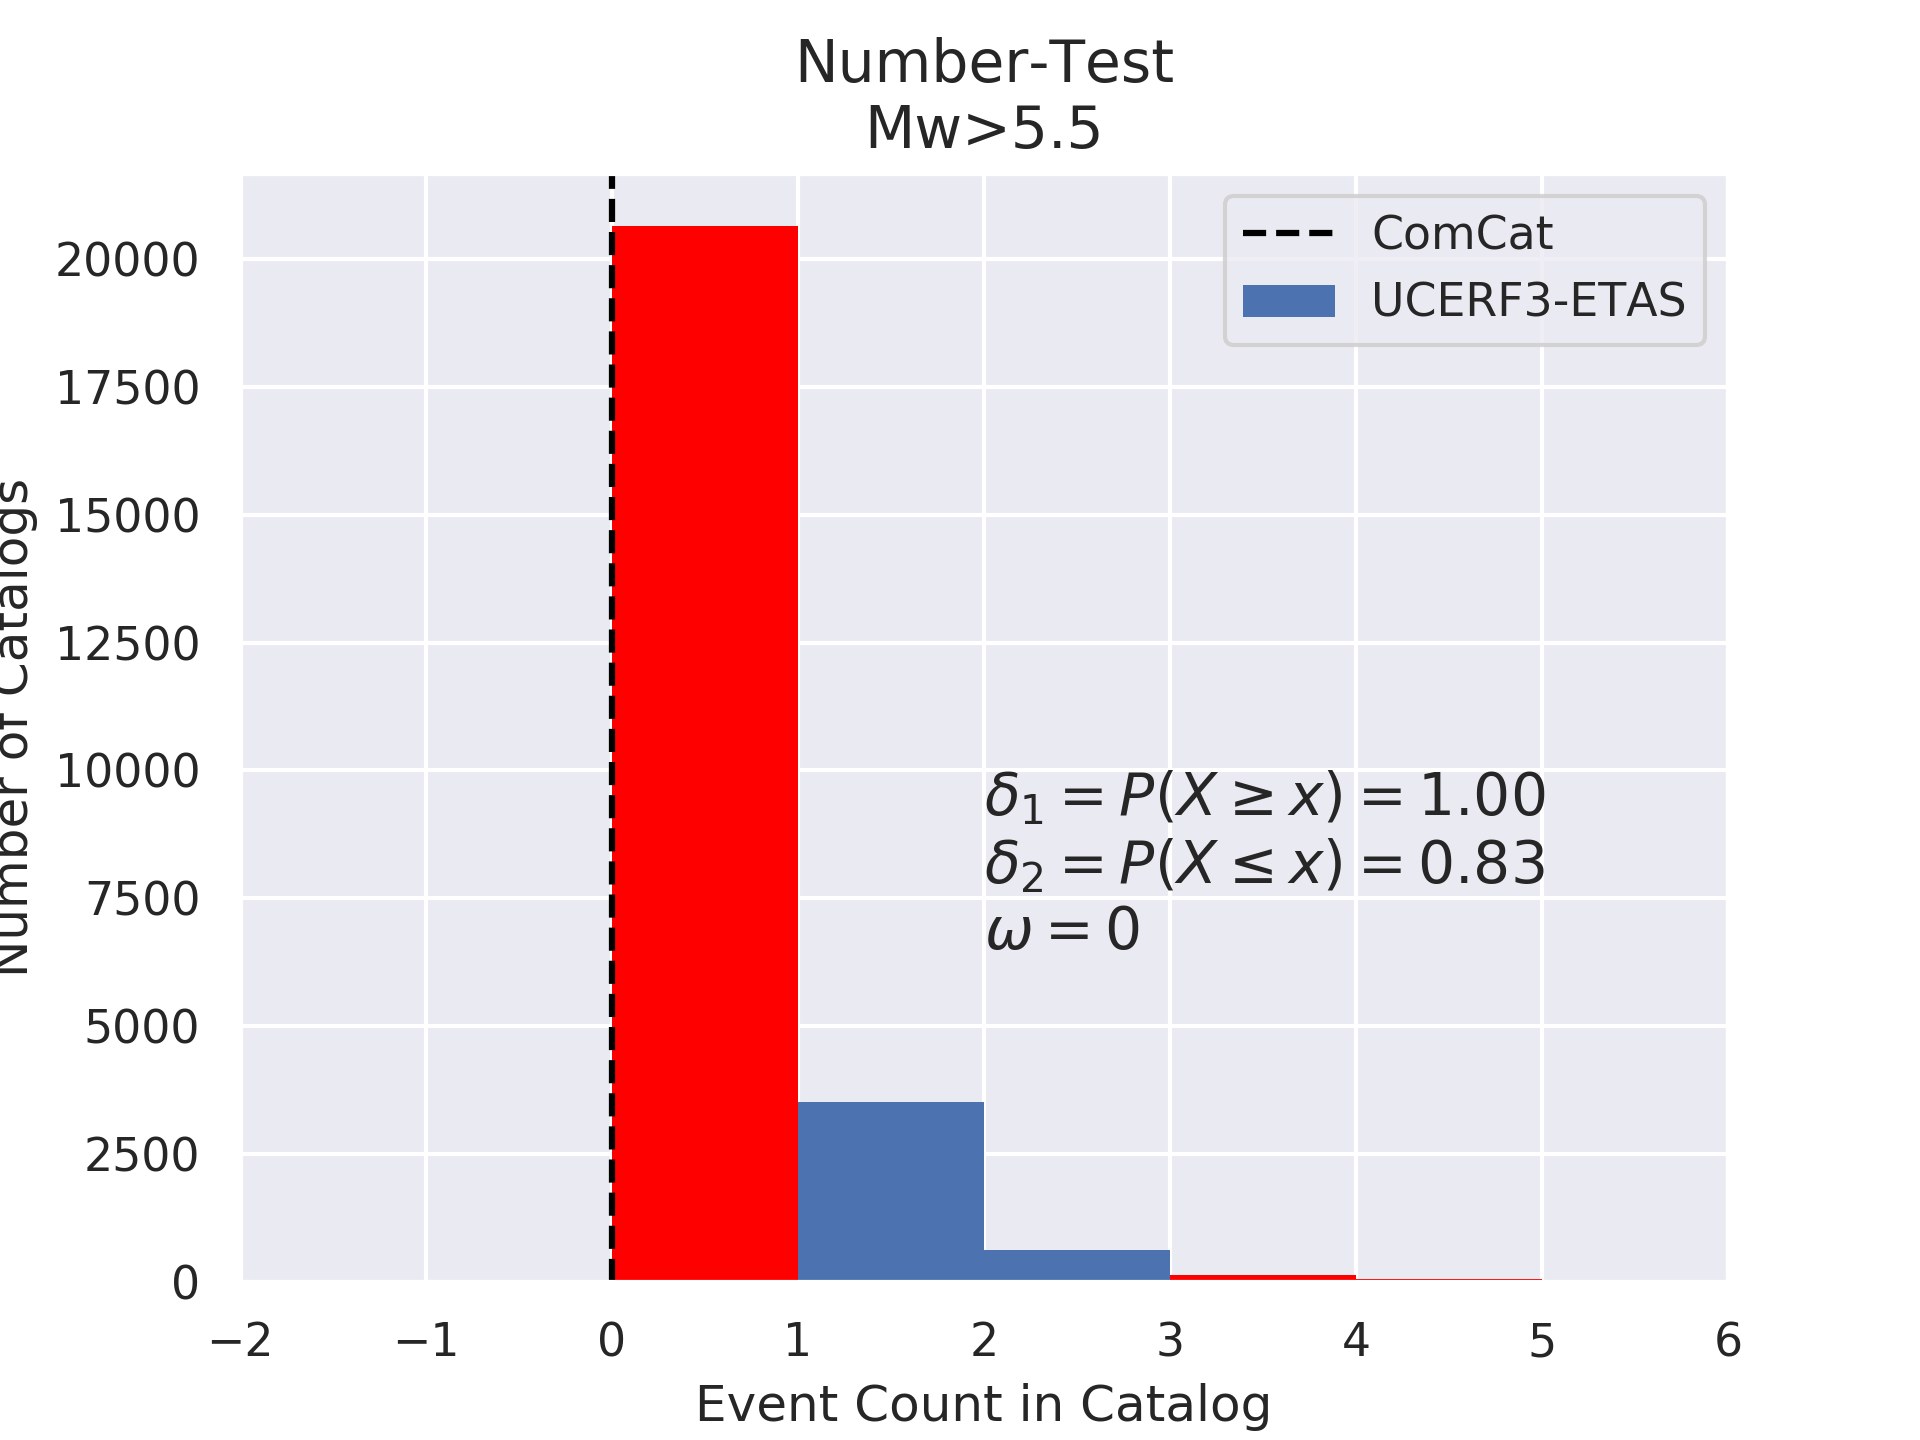 Number-Test
Mw>5.5
ComCat
UCERF3-ETAS
Number of Catalogs
20000
17500
15000
12500
10000
7500
5000
2500
0
δ₁ = P(X ≥ x) = 1.00
δ₂ = P(X ≤ x) = 0.83
ω = 0
−2 −1 0 1 2 3 4 5 6
Event Count in Catalog